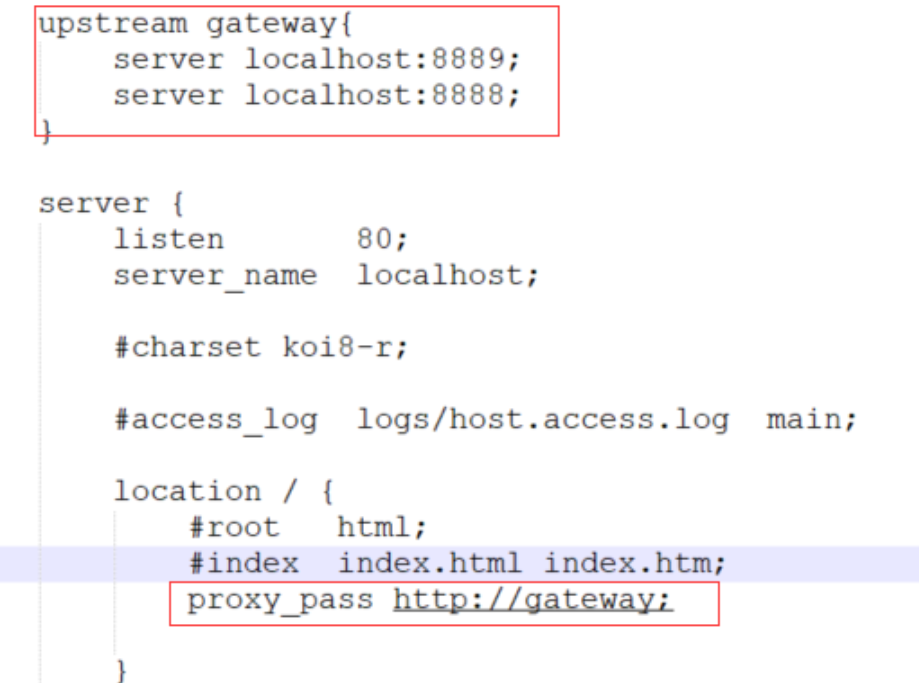 upstream gateway{
    server localhost:8889;
    server localhost:8888;
}

server {
    listen       80;
    server_name  localhost;

    #charset koi8-r;

    #access_log  logs/host.access.log  main;

    location / {
        #root   html;
        #index  index.html index.htm;
        proxy_pass http://gateway;

    }